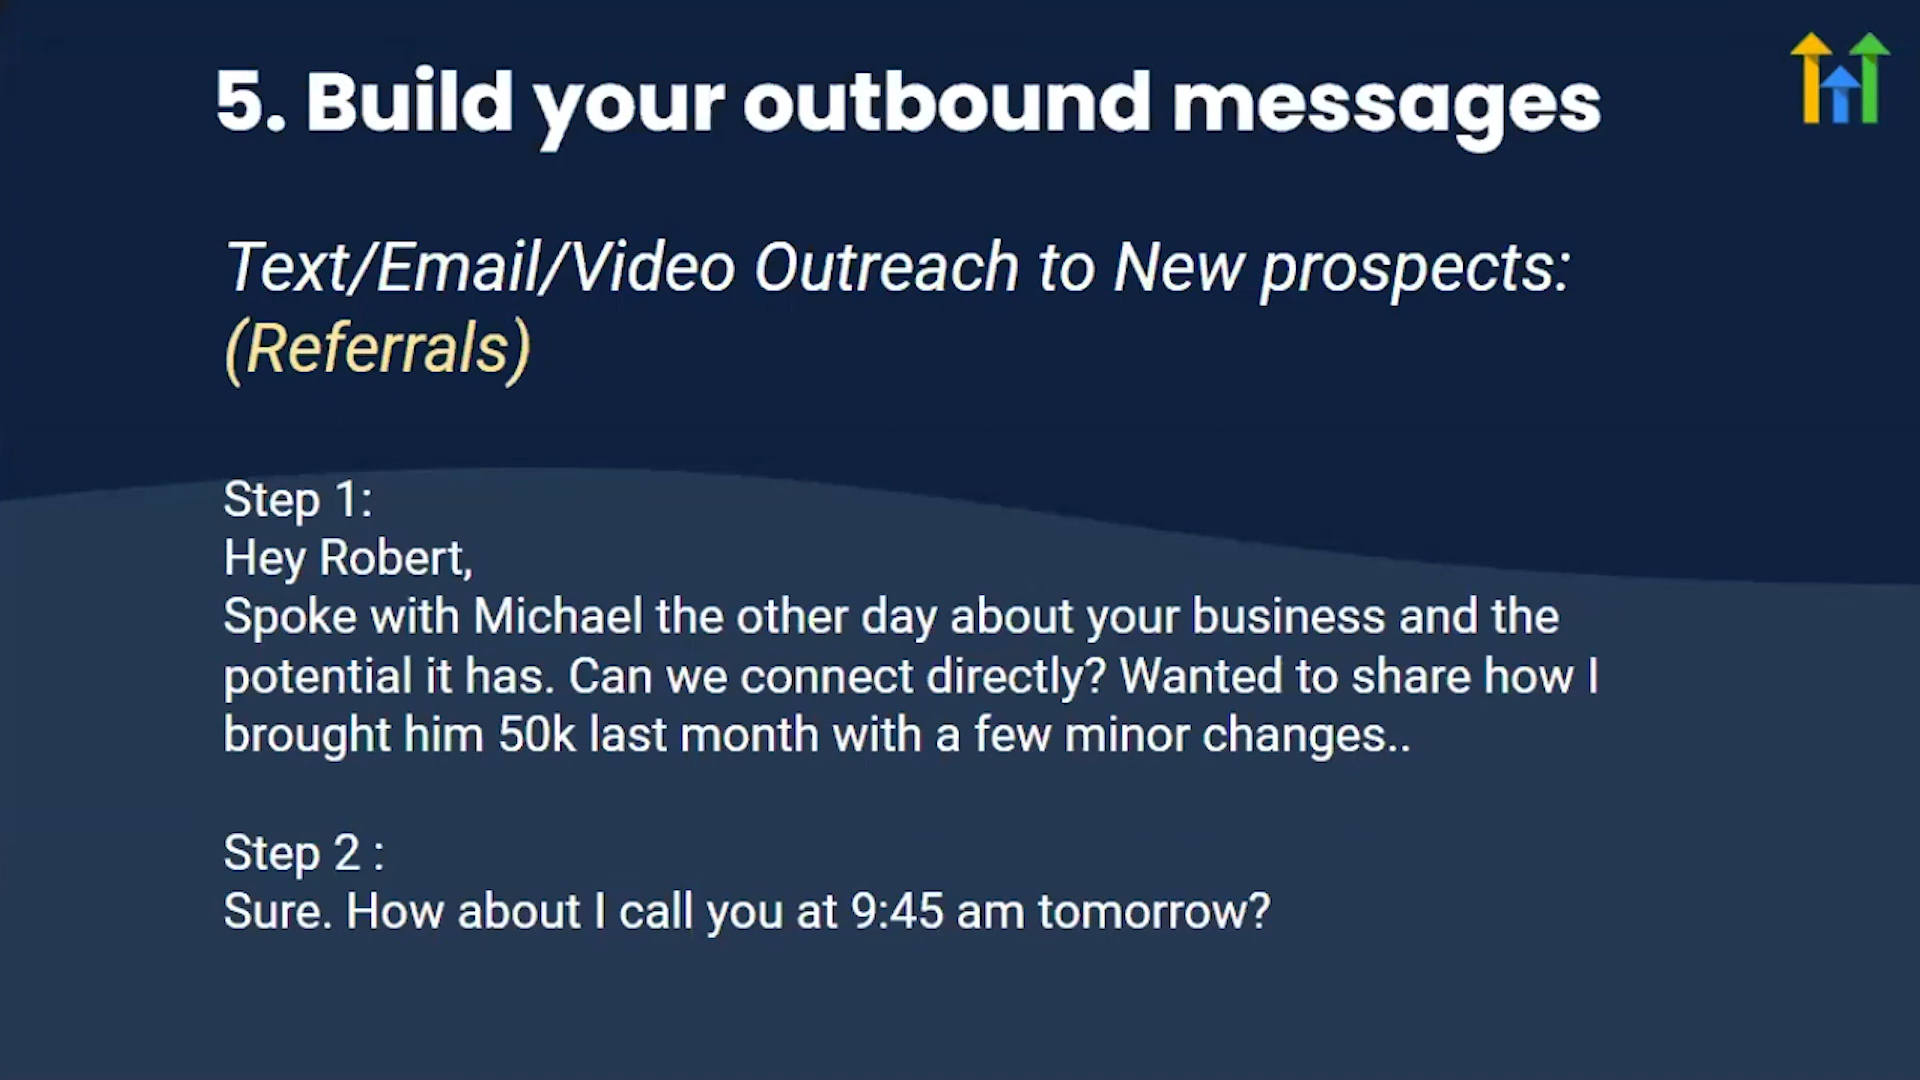 5. Build your outbound messages
Text/Email/Video Outreach to New prospects:
(Referrals)
Step 1:
Hey Robert,
Spoke with Michael the other day about your business and the
potential it has. Can we connect directly? Wanted to share how I
brought him 50k last month with a few minor changes..
Step 2 :
Sure. How about I call you at 9:45 am tomorrow?